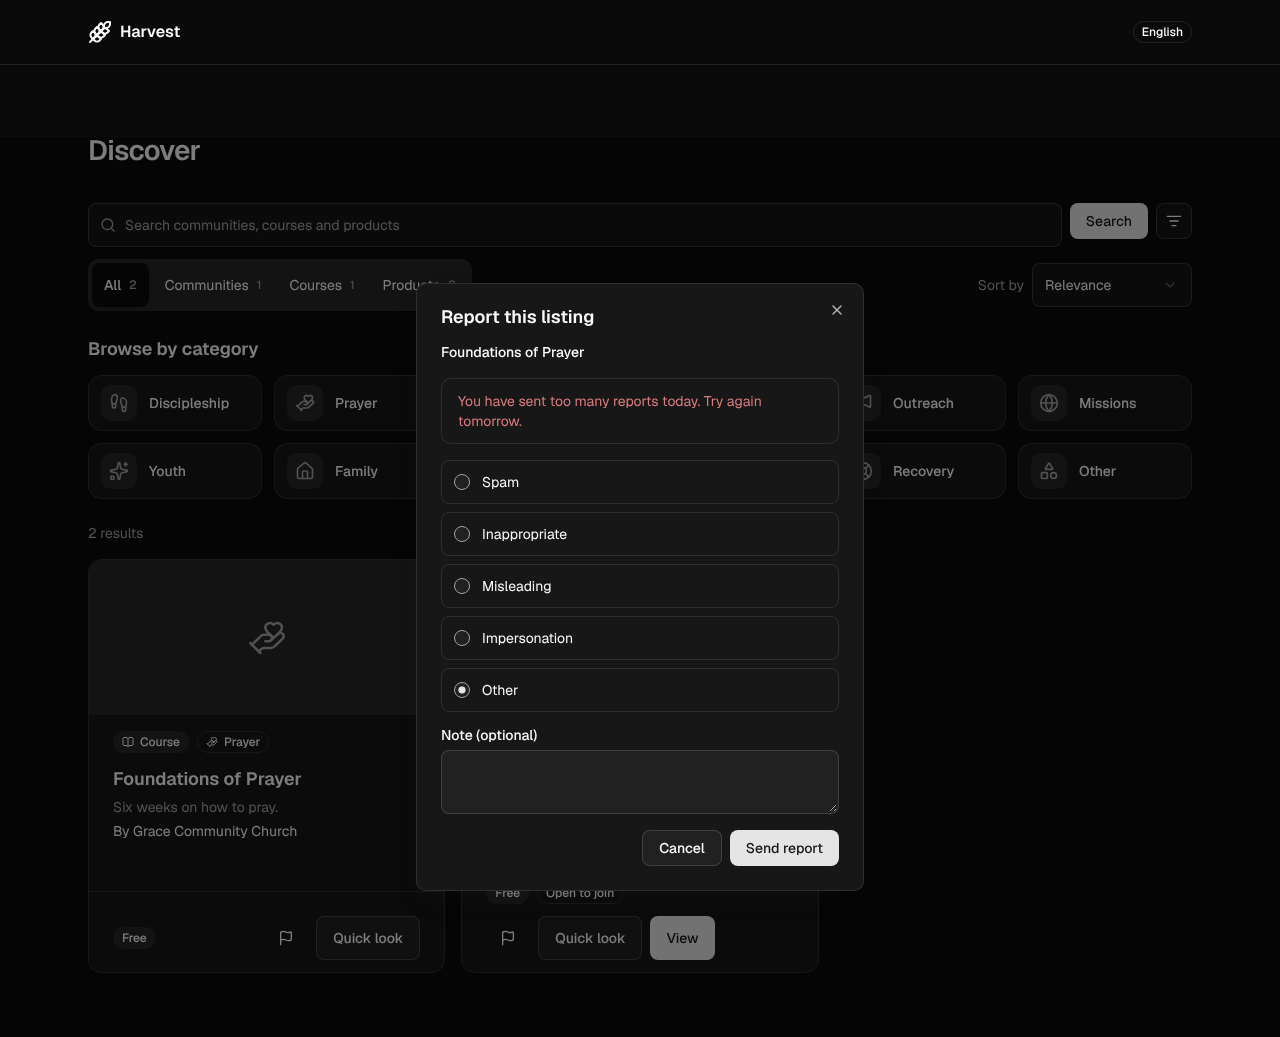 Harvest
English
Discover
Search communities, courses and products
Search
All 2
Communities 1
Courses 1
Sort by
Relevance
Browse by category
Discipleship
Prayer
Outreach
Missions
Youth
Family
Recovery
Other
2 results
Report this listing
Foundations of Prayer
You have sent too many reports today. Try again
tomorrow.
Spam
Inappropriate
Misleading
Impersonation
Other
Note (optional)
Cancel
Send report
Course
Prayer
Foundations of Prayer
Six weeks on how to pray.
By Grace Community Church
Free
Quick look
Free
Open to join
Quick look
View